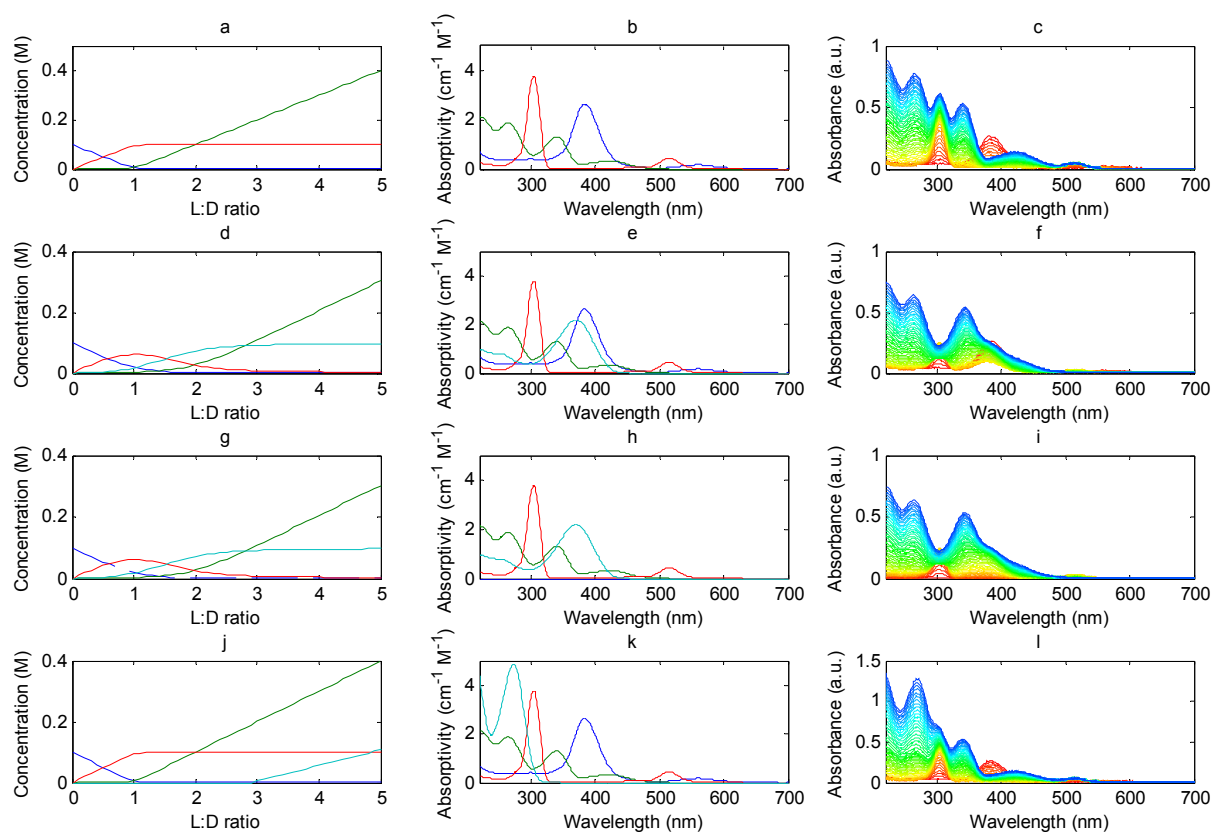 a
b
c
Concentration (M)
0.4
0.2
0
0 1 2 3 4 5
L:D ratio
Absorptivity (cm⁻¹ M⁻¹)
4
2
0
300 400 500 600 700
Wavelength (nm)
Absorbance (a.u.)
1
0.5
0
300 400 500 600 700
Wavelength (nm)
d
e
f
Concentration (M)
0.4
0.2
0
0 1 2 3 4 5
L:D ratio
Absorptivity (cm⁻¹ M⁻¹)
4
2
0
300 400 500 600 700
Wavelength (nm)
Absorbance (a.u.)
1
0.5
0
300 400 500 600 700
Wavelength (nm)
g
h
i
Concentration (M)
0.4
0.2
0
0 1 2 3 4 5
L:D ratio
Absorptivity (cm⁻¹ M⁻¹)
4
2
0
300 400 500 600 700
Wavelength (nm)
Absorbance (a.u.)
1
0.5
0
300 400 500 600 700
Wavelength (nm)
j
k
l
Concentration (M)
0.4
0.2
0
0 1 2 3 4 5
L:D ratio
Absorptivity (cm⁻¹ M⁻¹)
4
2
0
300 400 500 600 700
Wavelength (nm)
Absorbance (a.u.)
1.5
1
0.5
0
300 400 500 600 700
Wavelength (nm)